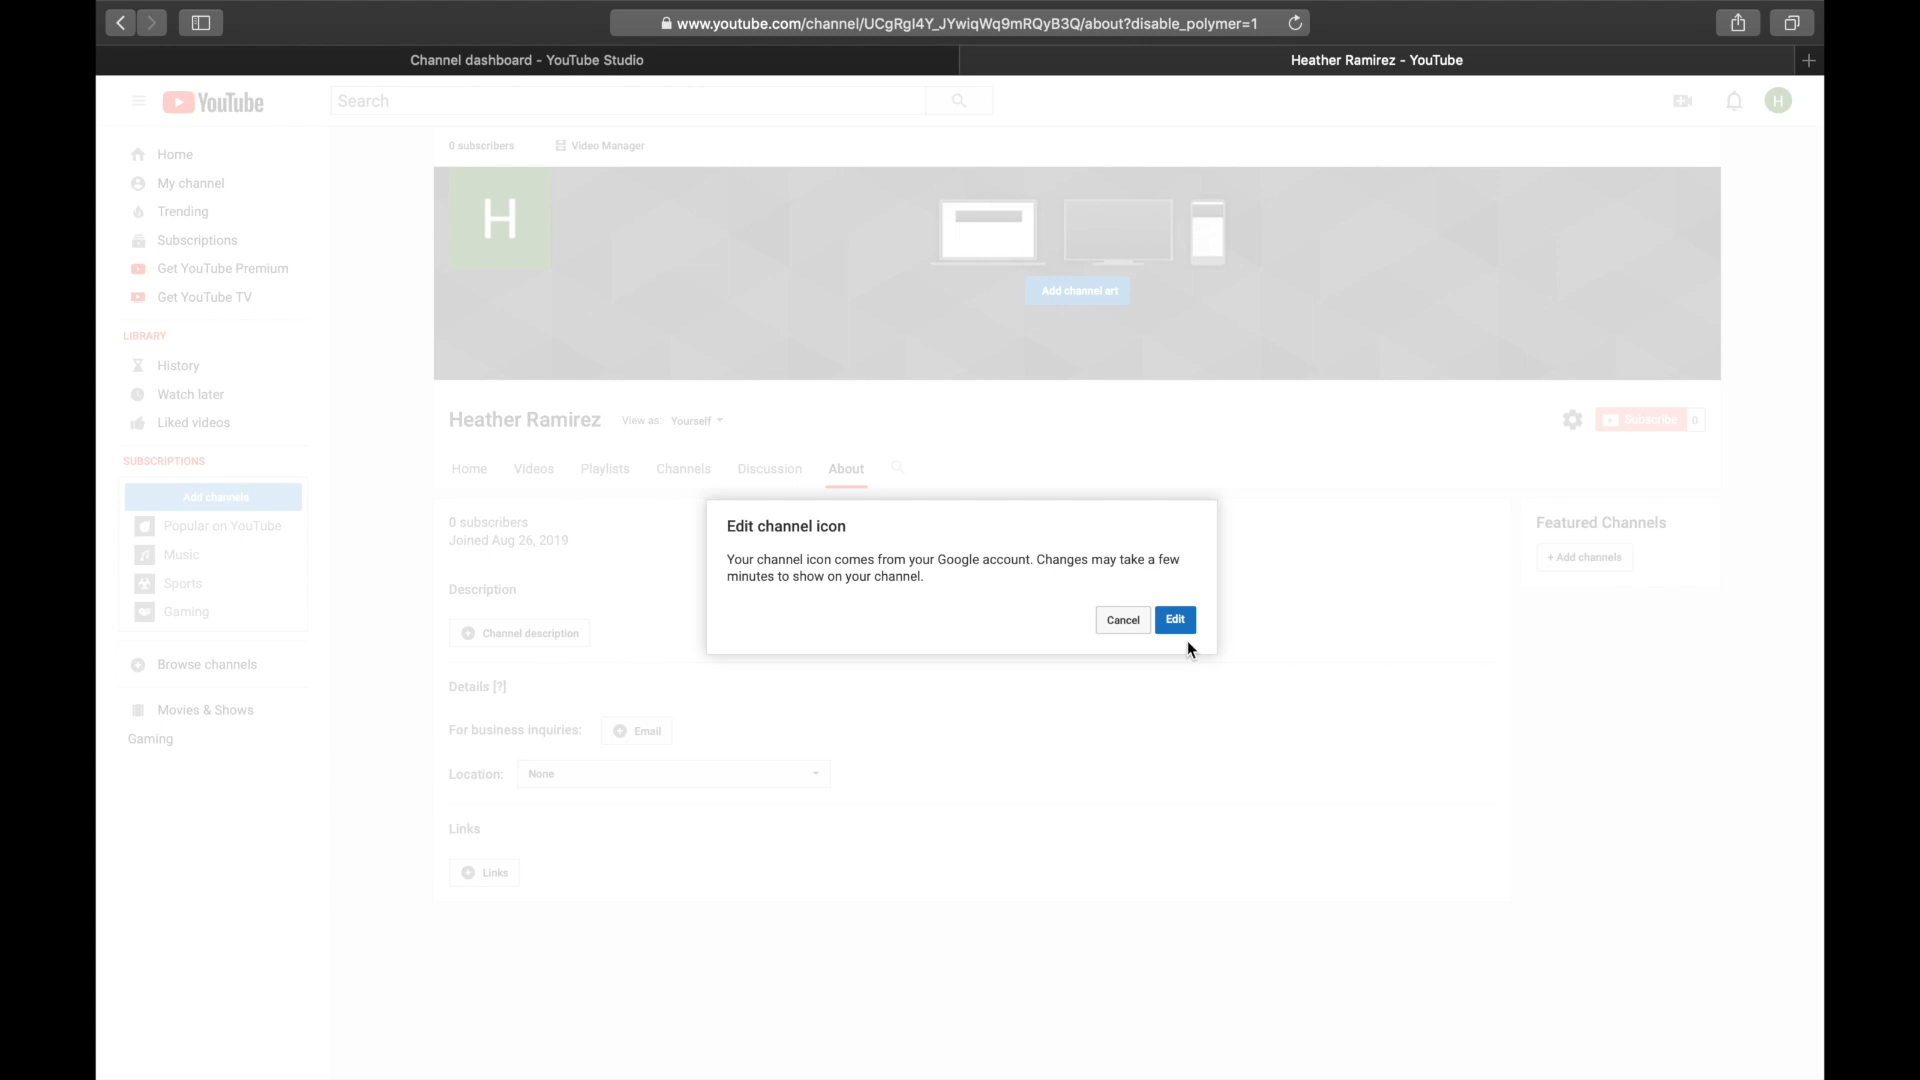 www.youtube.com/channel/UCgRgI4Y_JYwiqWq9mRQyB3Q/about?disable_polymer=1
Channel dashboard - YouTube Studio
Heather Ramirez - YouTube
YouTube
Search
H
0 subscribers
Video Manager
Home
My channel
Trending
Subscriptions
Get YouTube Premium
Get YouTube TV
LIBRARY
History
Watch later
Liked videos
SUBSCRIPTIONS
Add channels
Popular on YouTube
Music
Sports
Gaming
Browse channels
Movies & Shows
Gaming
H
Add channel art
Heather Ramirez
View as: Yourself
Subscribe 0
Home
Videos
Playlists
Channels
Discussion
About
0 subscribers
Joined Aug 26, 2019
Description
Channel description
Edit channel icon
Your channel icon comes from your Google account. Changes may take a few
minutes to show on your channel.
Cancel
Edit
Details [?]
For business inquiries:
Email
Location:
None
Links
Links
Featured Channels
+ Add channels